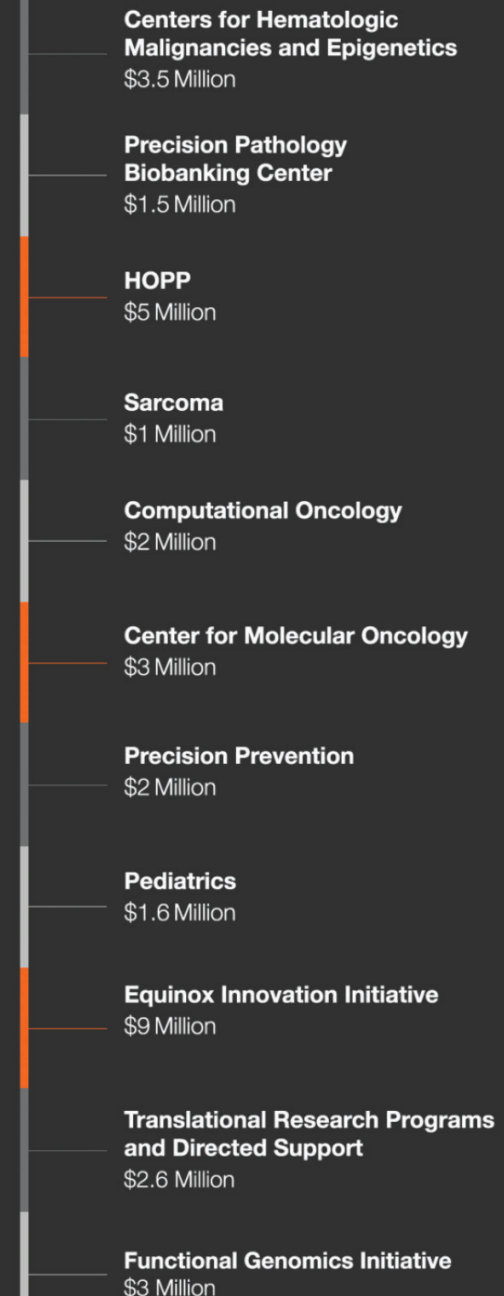 Centers for Hematologic
Malignancies and Epigenetics
$3.5 Million
Precision Pathology
Biobanking Center
$1.5 Million
HOPP
$5 Million
Sarcoma
$1 Million
Computational Oncology
$2 Million
Center for Molecular Oncology
$3 Million
Precision Prevention
$2 Million
Pediatrics
$1.6 Million
Equinox Innovation Initiative
$9 Million
Translational Research Programs
and Directed Support
$2.6 Million
Functional Genomics Initiative
$3 Million